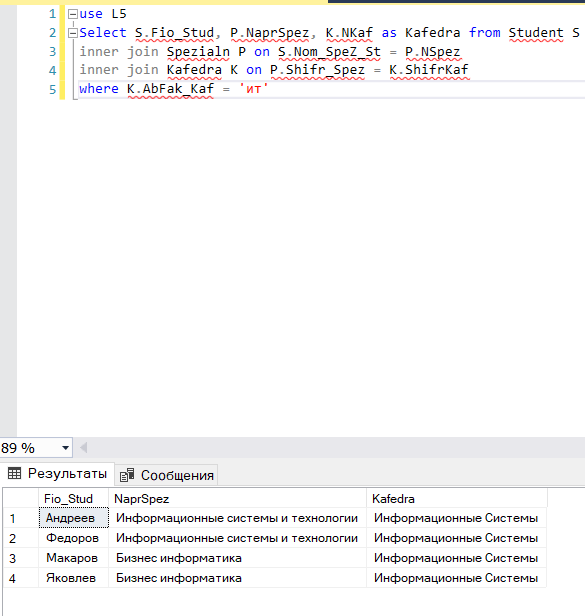 1 use L5
2 Select S.Fio_Stud, P.NaprSpez, K.NKaf as Kafedra from Student S
3 inner join Spezialn P on S.Nom_SpeZ_St = P.NSpez
4 inner join Kafedra K on P.Shifr_Spez = K.ShifrKaf
5 where K.AbFak_Kaf = 'ит'
89 %
Результаты Сообщения
Fio_Stud NaprSpez Kafedra
1 Андреев Информационные системы и технологии Информационные Системы
2 Федоров Информационные системы и технологии Информационные Системы
3 Макаров Бизнес информатика Информационные Системы
4 Яковлев Бизнес информатика Информационные Системы